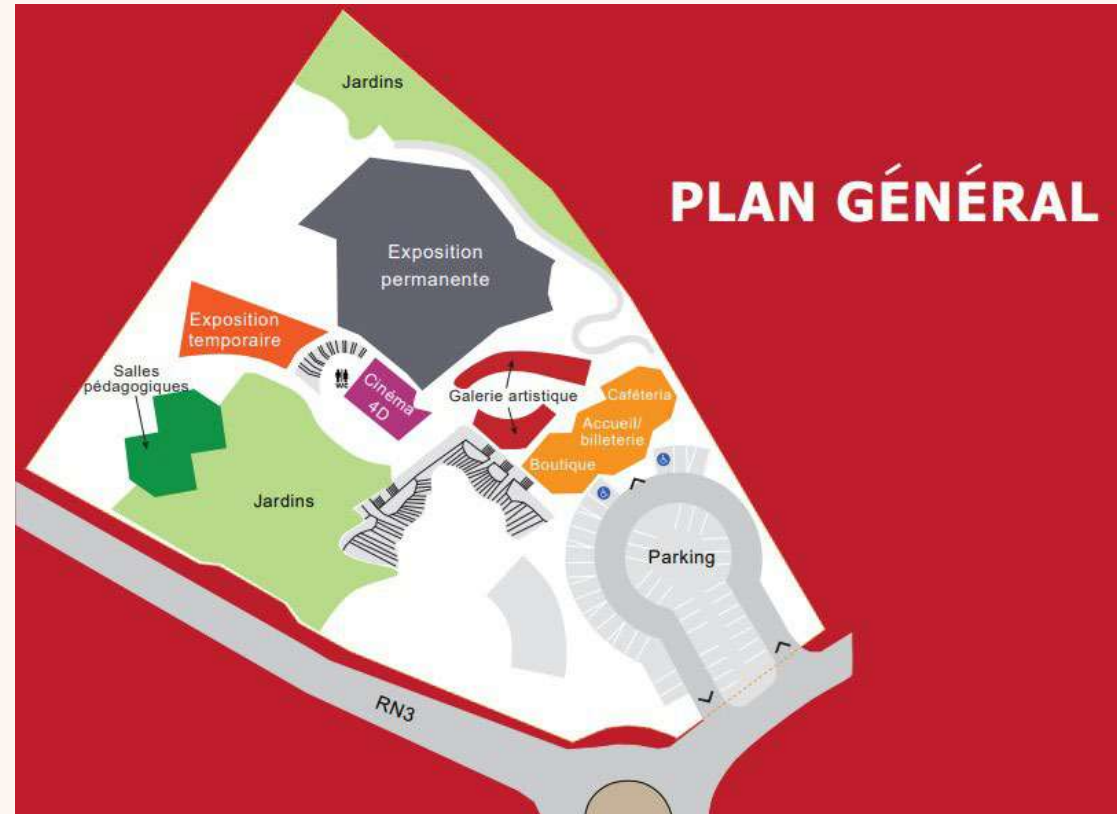 Jardins
PLAN GÉNÉRAL
Exposition
permanente
Exposition
temporaire
Salles
pédagogiques
WC
Cinéma
4D
Galerie artistique
Caféteria
Accueil/
billeterie
Boutique
Jardins
Parking
RN3